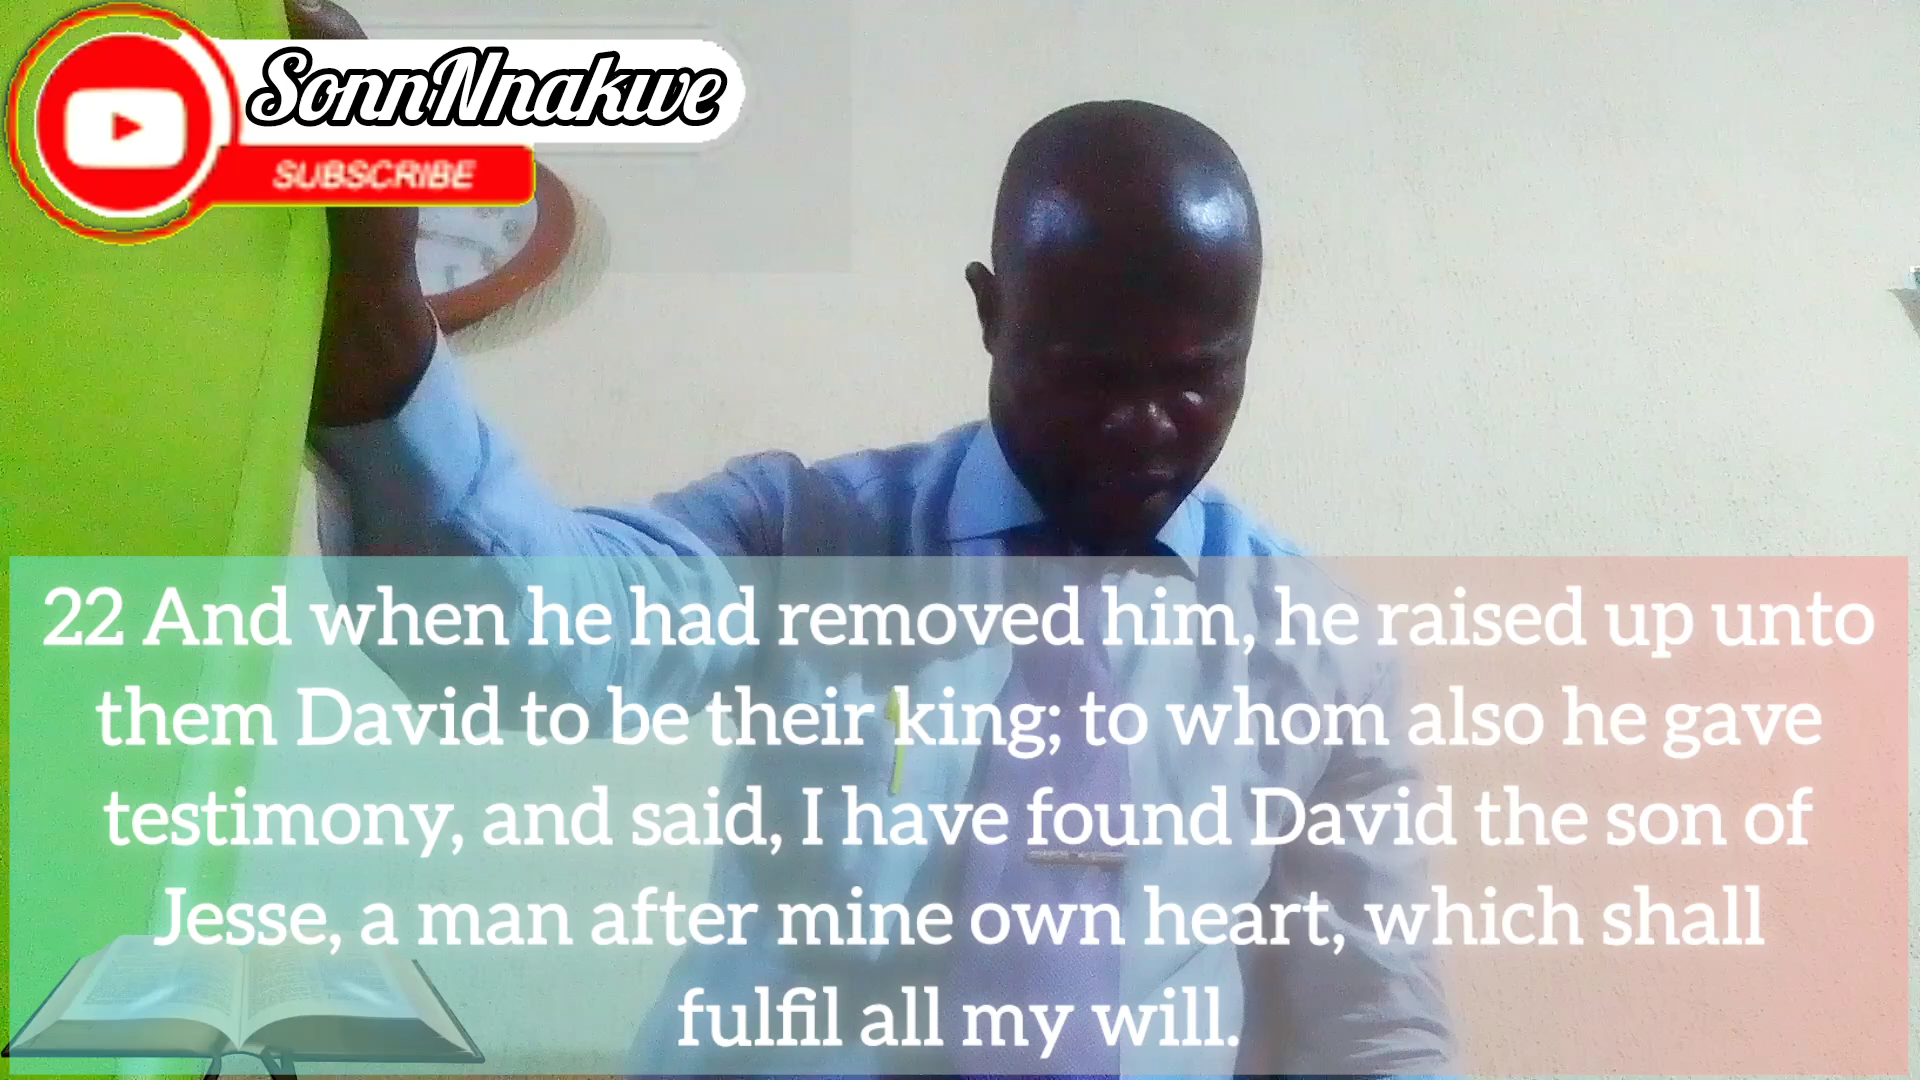 SonnNnakwe
SUBSCRIBE
22 And when he had removed him, he raised up unto
them David to be their king; to whom also he gave
testimony, and said, I have found David the son of
Jesse, a man after mine own heart, which shall
fulfil all my will.